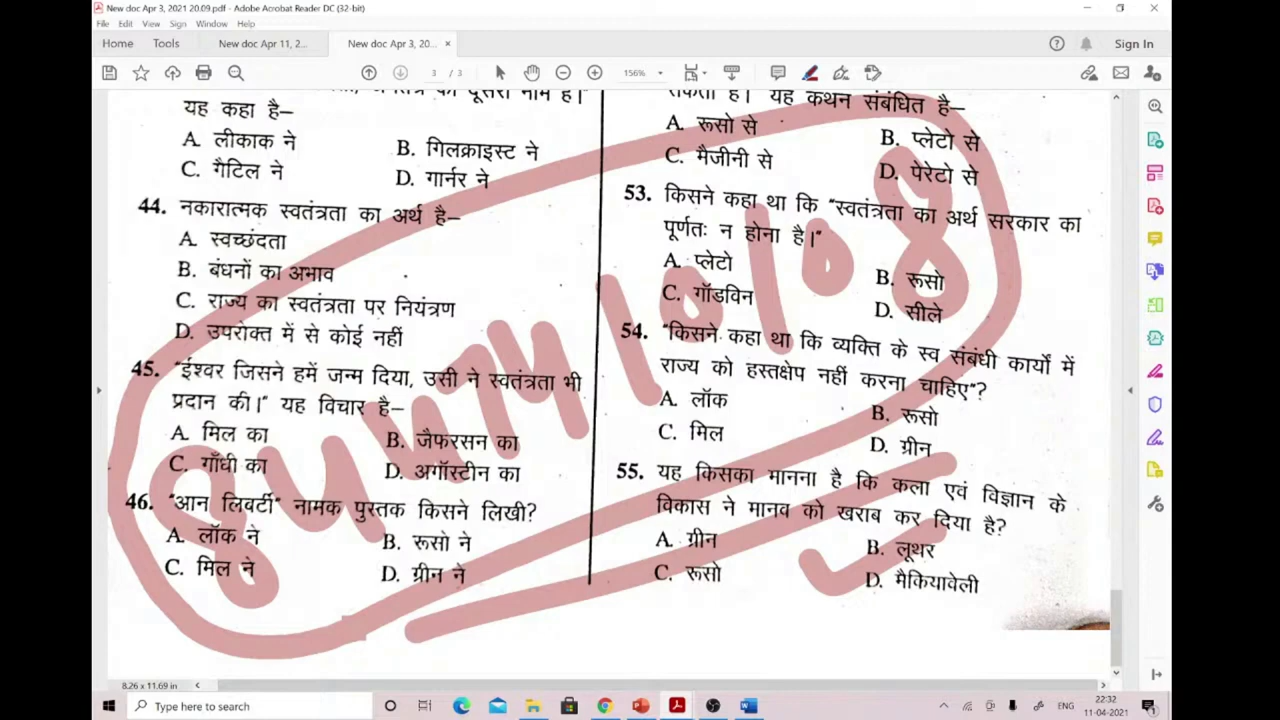 New doc Apr 3, 2021 20.09.pdf - Adobe Acrobat Reader DC (32-bit)
File Edit View Sign Window Help
Home Tools New doc Apr 11, 2... New doc Apr 3, 20... × Sign In
3 / 3 156%
का दूसरा नाम है।"
यह कहा है–
A. लीकाक ने B. गिलक्राइस्ट ने
C. गैटिल ने D. गार्नर ने
44. नकारात्मक स्वतंत्रता का अर्थ है–
A. स्वच्छंदता
B. बंधनों का अभाव
C. राज्य का स्वतंत्रता पर नियंत्रण
D. उपरोक्त में से कोई नहीं
45. "ईश्वर जिसने हमें जन्म दिया, उसी ने स्वतंत्रता भी
प्रदान की।" यह विचार है–
A. मिल का B. जैफरसन का
C. गाँधी का D. अगॉस्टीन का
46. "आन लिबर्टी" नामक पुस्तक किसने लिखी?
A. लॉक ने B. रूसो ने
C. मिल ने D. ग्रीन ने
सकता है। यह कथन संबंधित है–
A. रूसो से B. प्लेटो से
C. मैजीनी से D. पेरेटो से
53. किसने कहा था कि "स्वतंत्रता का अर्थ सरकार का
पूर्णतः न होना है।"
A. प्लेटो B. रूसो
C. गॉडविन D. सीले
54. "किसने कहा था कि व्यक्ति के स्व संबंधी कार्यों में
राज्य को हस्तक्षेप नहीं करना चाहिए"?
A. लॉक B. रूसो
C. मिल D. ग्रीन
55. यह किसका मानना है कि कला एवं विज्ञान के
विकास ने मानव को खराब कर दिया है?
A. ग्रीन B. लूथर
C. रूसो D. मैकियावेली
8.26 x 11.69 in
Type here to search
ENG 22:32
11-04-2021